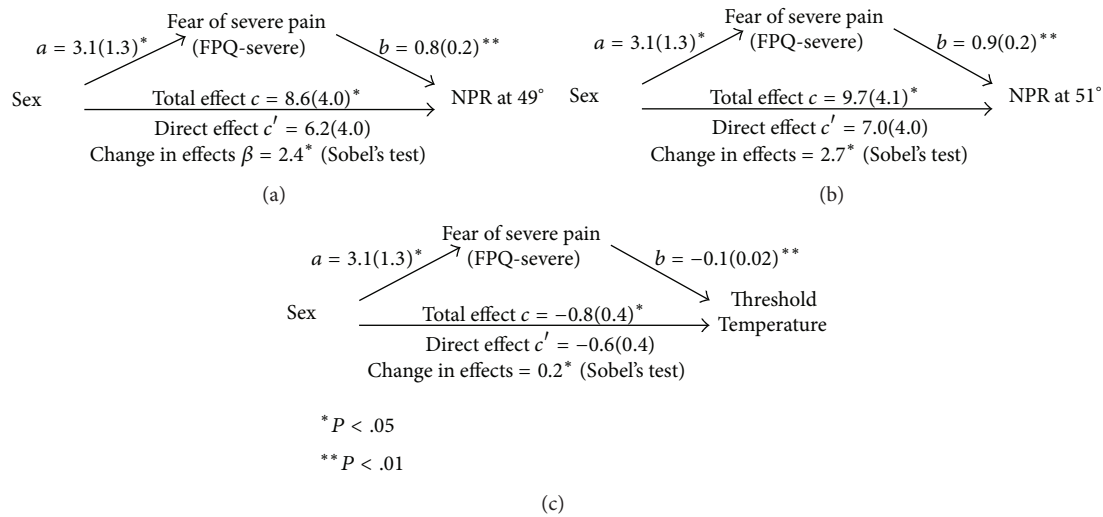 Fear of severe pain
(FPQ-severe)
a = 3.1(1.3)*
b = 0.8(0.2)**
Sex
NPR at 49°
Total effect c = 8.6(4.0)*
Direct effect c′ = 6.2(4.0)
Change in effects β = 2.4* (Sobel's test)
(a)
Fear of severe pain
(FPQ-severe)
a = 3.1(1.3)*
b = 0.9(0.2)**
Sex
NPR at 51°
Total effect c = 9.7(4.1)*
Direct effect c′ = 7.0(4.0)
Change in effects = 2.7* (Sobel's test)
(b)
Fear of severe pain
(FPQ-severe)
a = 3.1(1.3)*
b = −0.1(0.02)**
Sex
Threshold
Temperature
Total effect c = −0.8(0.4)*
Direct effect c′ = −0.6(0.4)
Change in effects = 0.2* (Sobel's test)
*P < .05
**P < .01
(c)